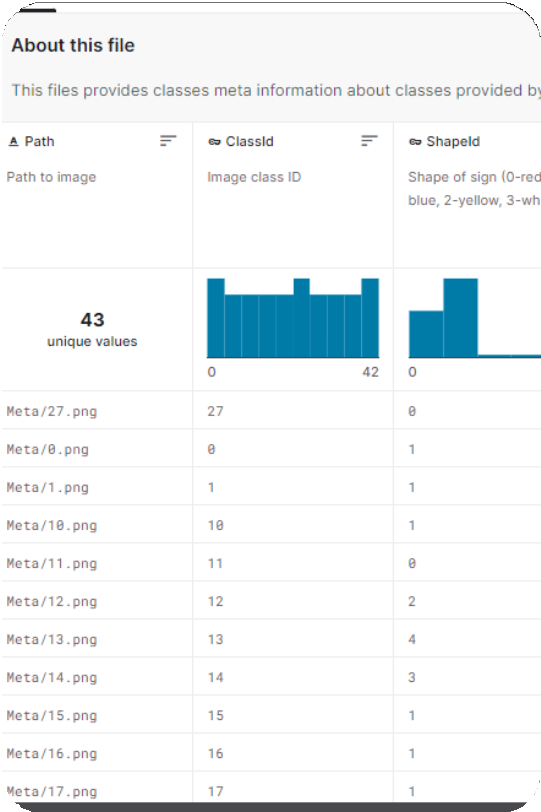 About this file
This files provides classes meta information about classes provided by
Path
ClassId
ShapeId
Path to image
Image class ID
Shape of sign (0-red
blue, 2-yellow, 3-wh
43
unique values
0 42
0
Meta/27.png 27 0
Meta/0.png 0 1
Meta/1.png 1 1
Meta/10.png 10 1
Meta/11.png 11 0
Meta/12.png 12 2
Meta/13.png 13 4
Meta/14.png 14 3
Meta/15.png 15 1
Meta/16.png 16 1
Meta/17.png 17 1